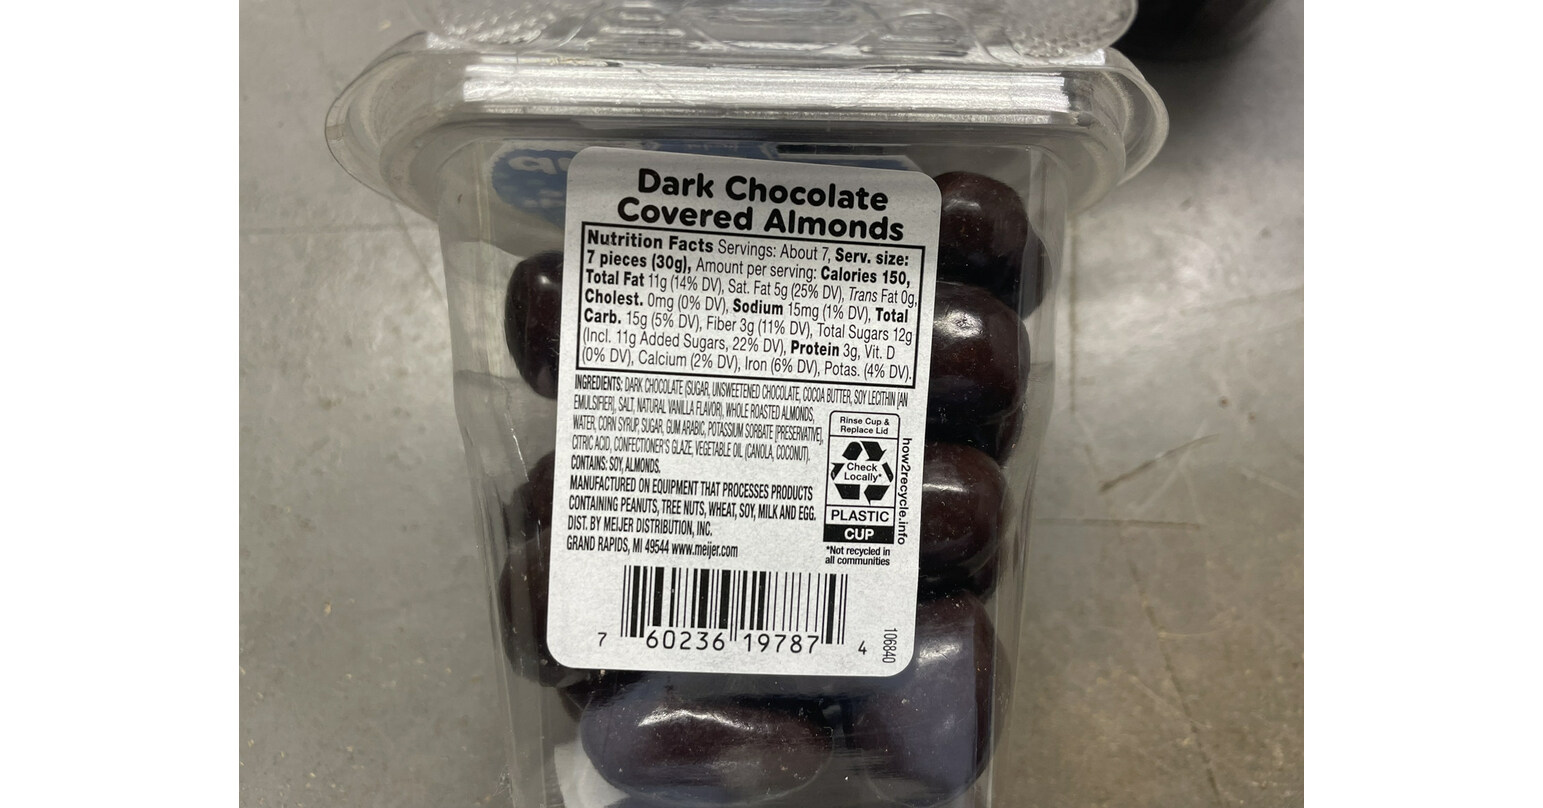 Dark Chocolate
Covered Almonds
Nutrition Facts Servings: About 7, Serv. size:
7 pieces (30g), Amount per serving: Calories 150,
Total Fat 11g (14% DV), Sat. Fat 5g (25% DV), Trans Fat 0g,
Cholest. 0mg (0% DV), Sodium 15mg (1% DV), Total
Carb. 15g (5% DV), Fiber 3g (11% DV), Total Sugars 12g
(Incl. 11g Added Sugars, 22% DV), Protein 3g, Vit. D
(0% DV), Calcium (2% DV), Iron (6% DV), Potas. (4% DV).
INGREDIENTS: DARK CHOCOLATE (SUGAR, UNSWEETENED CHOCOLATE, COCOA BUTTER, SOY LECITHIN [AN
EMULSIFIER], SALT, NATURAL VANILLA FLAVOR), WHOLE ROASTED ALMONDS,
WATER, CORN SYRUP, SUGAR, GUM ARABIC, POTASSIUM SORBATE [PRESERVATIVE],
CITRIC ACID, CONFECTIONER'S GLAZE, VEGETABLE OIL (CANOLA, COCONUT).
CONTAINS: SOY, ALMONDS.
MANUFACTURED ON EQUIPMENT THAT PROCESSES PRODUCTS
CONTAINING PEANUTS, TREE NUTS, WHEAT, SOY, MILK AND EGG.
DIST. BY MEIJER DISTRIBUTION, INC.
GRAND RAPIDS, MI 49544 www.meijer.com
Rinse Cup &
Replace Lid
Check
Locally*
PLASTIC
CUP
how2recycle.info
*Not recycled in
all communities
7 60236 19787 4
106840